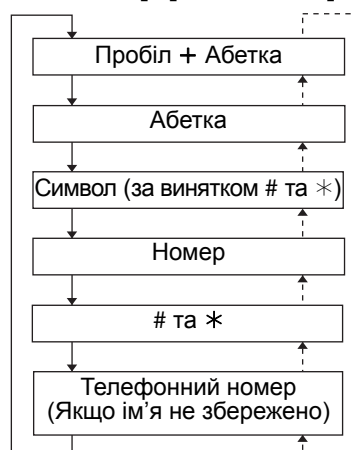 Пробіл + Абетка
Абетка
Символ (за винятком # та ✳)
Номер
# та ✳
Телефонний номер
(Якщо ім’я не збережено)